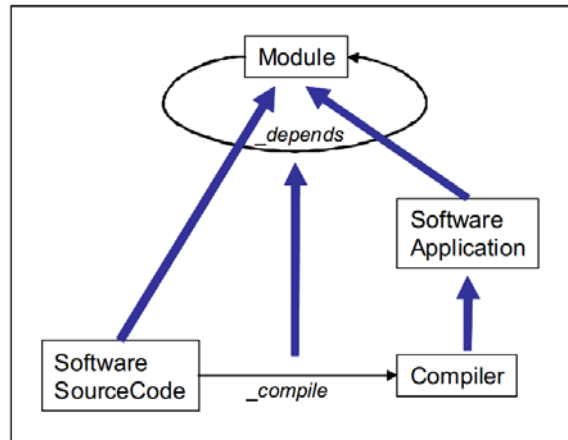 Module
_depends
Software
Application
Software
SourceCode
_compile
Compiler